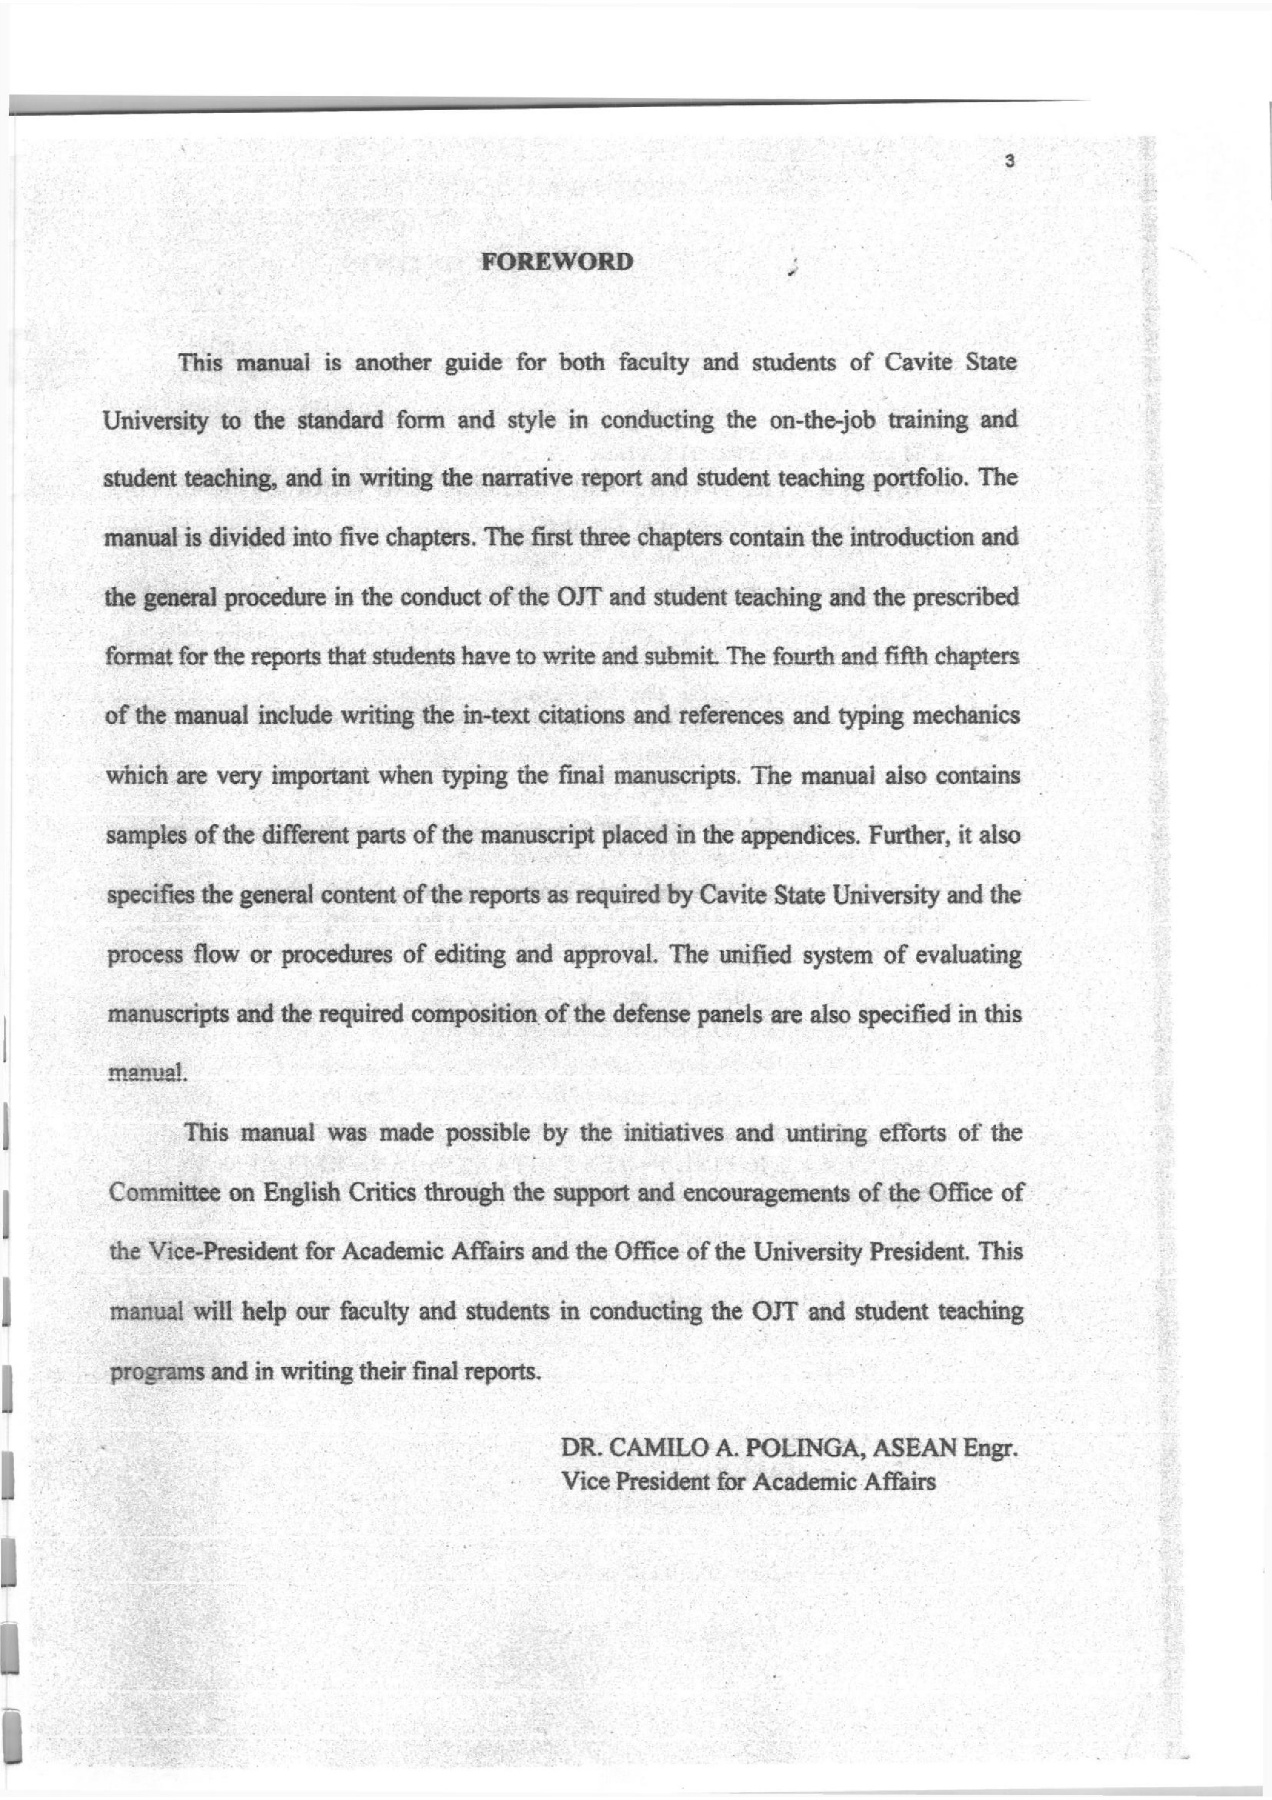 3
FOREWORD
This manual is another guide for both faculty and students of Cavite State
University to the standard form and style in conducting the on-the-job training and
student teaching, and in writing the narrative report and student teaching portfolio. The
manual is divided into five chapters. The first three chapters contain the introduction and
the general procedure in the conduct of the OJT and student teaching and the prescribed
format for the reports that students have to write and submit. The fourth and fifth chapters
of the manual include writing the in-text citations and references and typing mechanics
which are very important when typing the final manuscripts. The manual also contains
samples of the different parts of the manuscript placed in the appendices. Further, it also
specifies the general content of the reports as required by Cavite State University and the
process flow or procedures of editing and approval. The unified system of evaluating
manuscripts and the required composition of the defense panels are also specified in this
manual.
This manual was made possible by the initiatives and untiring efforts of the
Committee on English Critics through the support and encouragements of the Office of
the Vice-President for Academic Affairs and the Office of the University President. This
manual will help our faculty and students in conducting the OJT and student teaching
programs and in writing their final reports.
DR. CAMILO A. POLINGA, ASEAN Engr.
Vice President for Academic Affairs